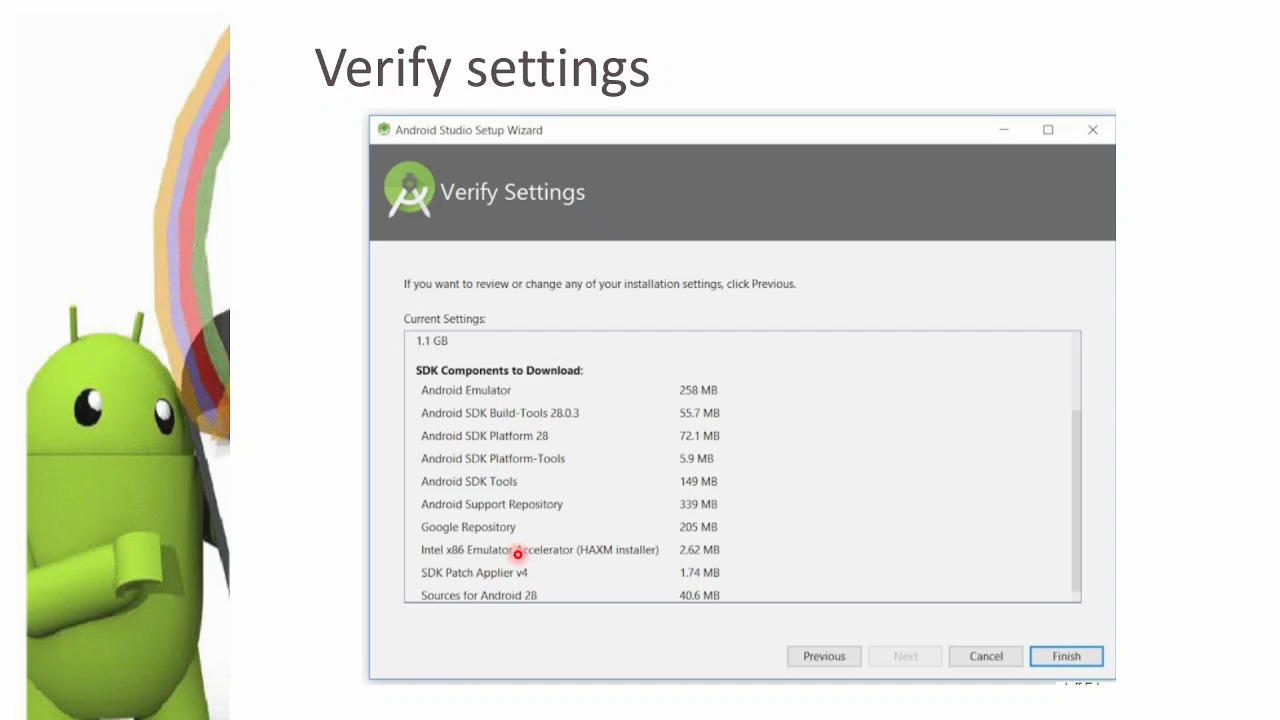 Verify settings
Android Studio Setup Wizard
Verify Settings
If you want to review or change any of your installation settings, click Previous.
Current Settings:
1.1 GB
SDK Components to Download:
Android Emulator 258 MB
Android SDK Build-Tools 28.0.3 55.7 MB
Android SDK Platform 28 72.1 MB
Android SDK Platform-Tools 5.9 MB
Android SDK Tools 149 MB
Android Support Repository 339 MB
Google Repository 205 MB
Intel x86 Emulator Accelerator (HAXM installer) 2.62 MB
SDK Patch Applier v4 1.74 MB
Sources for Android 28 40.6 MB
Previous Next Cancel Finish